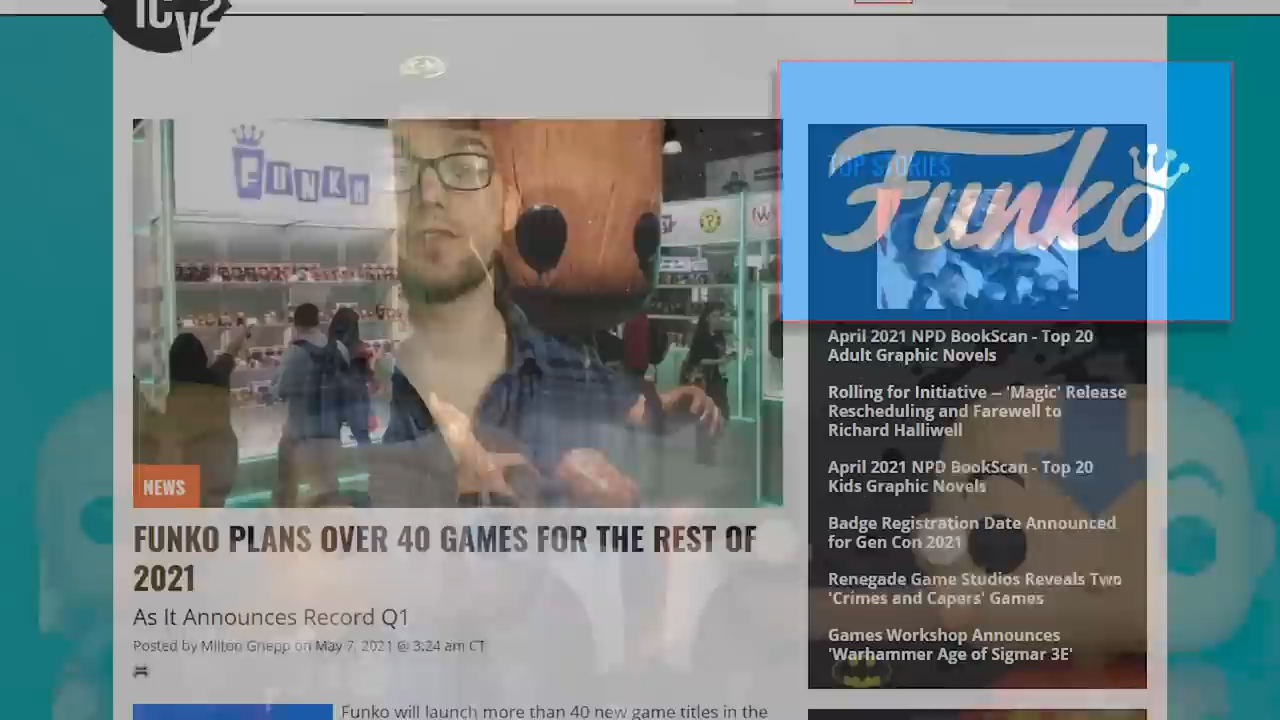 ICv2
FUNKO
NEWS
FUNKO PLANS OVER 40 GAMES FOR THE REST OF
2021
As It Announces Record Q1
Posted by Milton Griepp on May 7, 2021 @ 3:24 am CT
Funko will launch more than 40 new game titles in the
TOP STORIES
Funko
April 2021 NPD BookScan - Top 20
Adult Graphic Novels
Rolling for Initiative – 'Magic' Release
Rescheduling and Farewell to
Richard Halliwell
April 2021 NPD BookScan - Top 20
Kids Graphic Novels
Badge Registration Date Announced
for Gen Con 2021
Renegade Game Studios Reveals Two
'Crimes and Capers' Games
Games Workshop Announces
'Warhammer Age of Sigmar 3E'